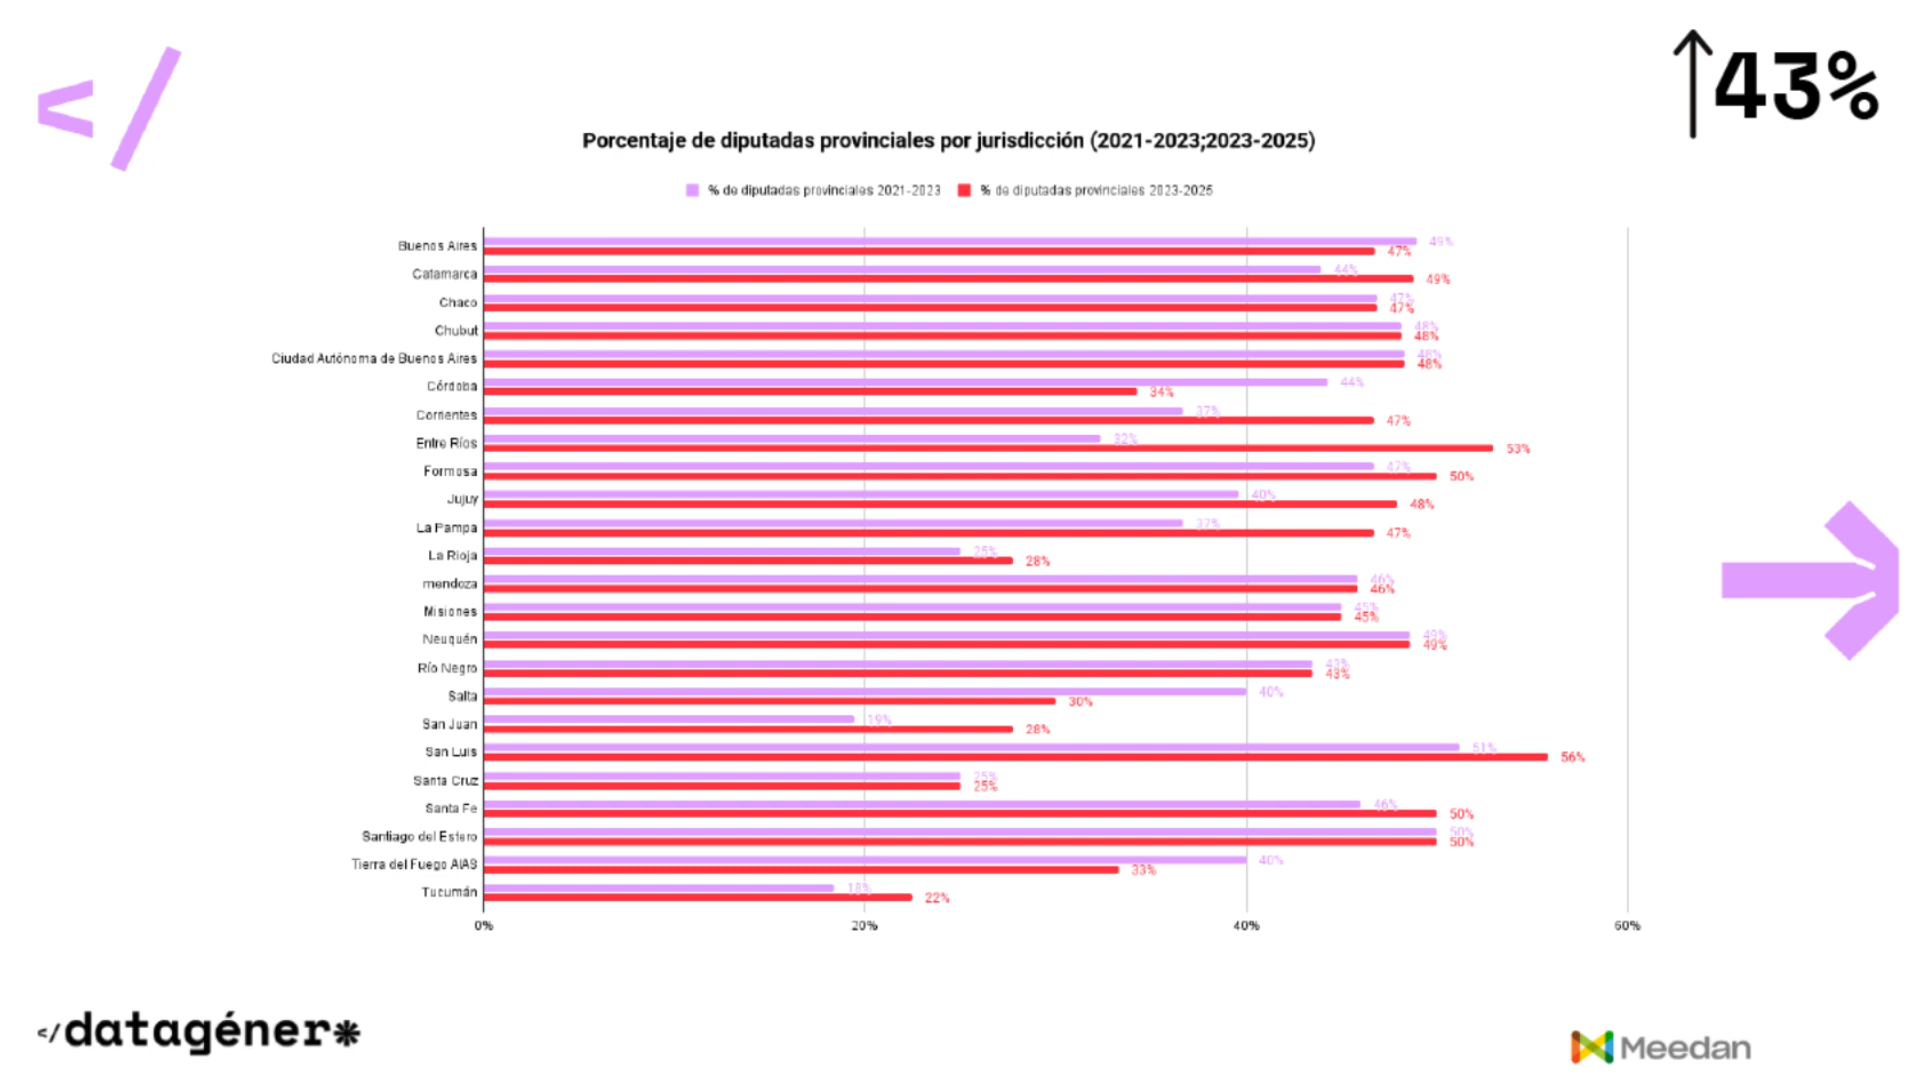 </
↑43%
Porcentaje de diputadas provinciales por jurisdicción (2021-2023;2023-2025)
% de diputadas provinciales 2021-2023 % de diputadas provinciales 2023-2025
Buenos Aires 49%
47%
Catamarca 44%
49%
Chaco 47%
47%
Chubut 48%
48%
Ciudad Autónoma de Buenos Aires 48%
48%
Córdoba 44%
34%
Corrientes 37%
47%
Entre Ríos 32%
53%
Formosa 47%
50%
Jujuy 40%
48%
La Pampa 37%
47%
La Rioja 25%
28%
mendoza 46%
46%
Misiones 45%
45%
Neuquén 49%
49%
Río Negro 43%
43%
Salta 40%
30%
San Juan 19%
28%
San Luis 51%
56%
Santa Cruz 25%
25%
Santa Fe 46%
50%
Santiago del Estero 50%
50%
Tierra del Fuego AIAS 40%
33%
Tucumán 18%
22%
0% 20% 40% 60%
</datagéner*
Meedan